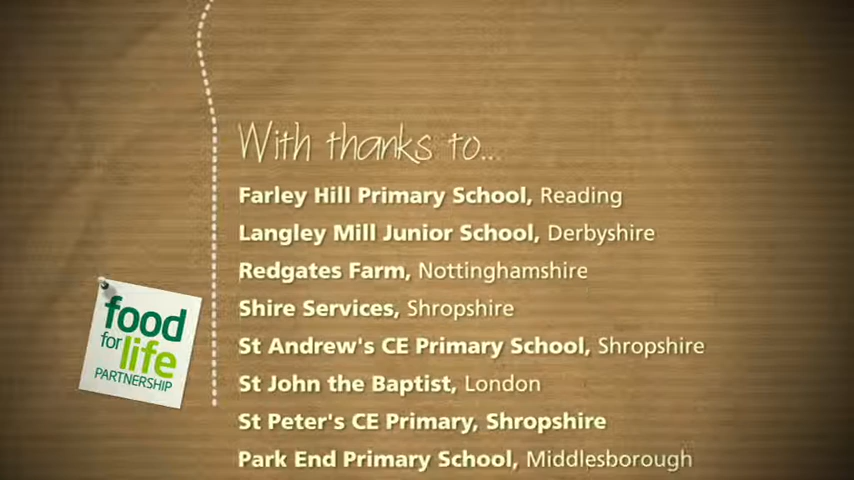 With thanks to...
Farley Hill Primary School, Reading
Langley Mill Junior School, Derbyshire
Redgates Farm, Nottinghamshire
Shire Services, Shropshire
St Andrew's CE Primary School, Shropshire
St John the Baptist, London
St Peter's CE Primary, Shropshire
Park End Primary School, Middlesborough
food
for life
PARTNERSHIP